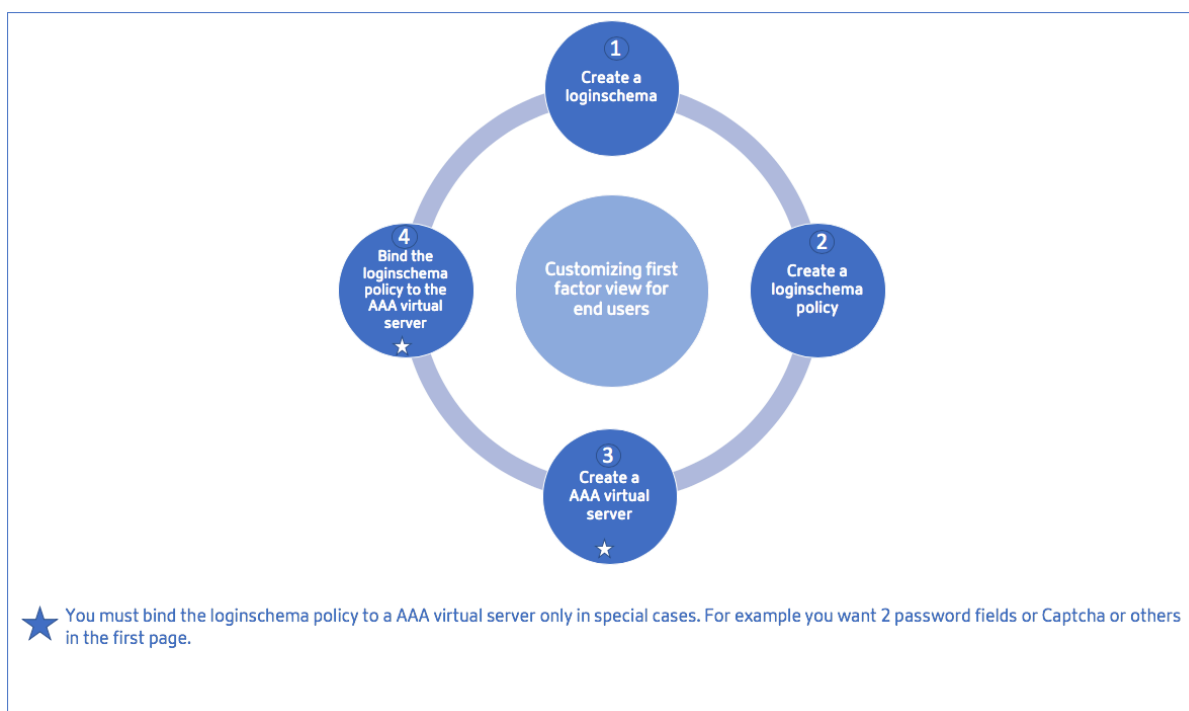 1
Create a
loginschema
2
Create a
loginschema
policy
3
Create a
AAA virtual
server
4
Bind the
loginschema
policy to the
AAA virtual
server
Customizing first
factor view for
end users
You must bind the loginschema policy to a AAA virtual server only in special cases. For example you want 2 password fields or Captcha or others
in the first page.